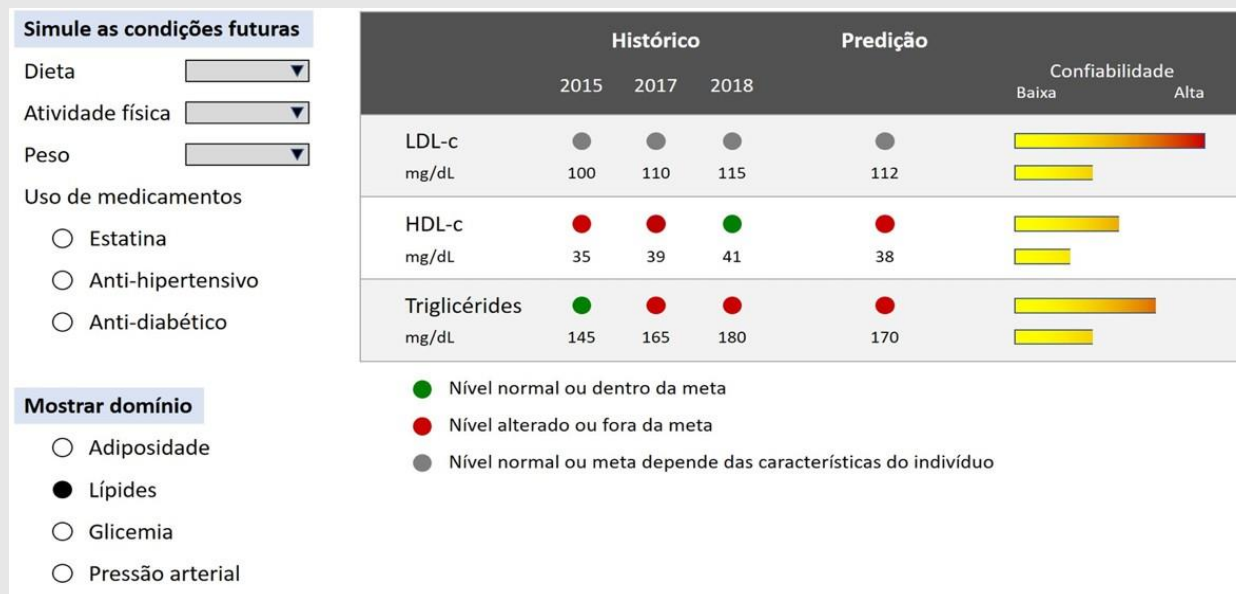 Simule as condições futuras
Dieta
Atividade física
Peso
Uso de medicamentos
Estatina
Anti-hipertensivo
Anti-diabético
Mostrar domínio
Adiposidade
Lípides
Glicemia
Pressão arterial
Histórico Predição
Confiabilidade
2015 2017 2018
Baixa Alta
LDL-c
mg/dL 100 110 115 112
HDL-c
mg/dL 35 39 41 38
Triglicérides
mg/dL 145 165 180 170
Nível normal ou dentro da meta
Nível alterado ou fora da meta
Nível normal ou meta depende das características do indivíduo